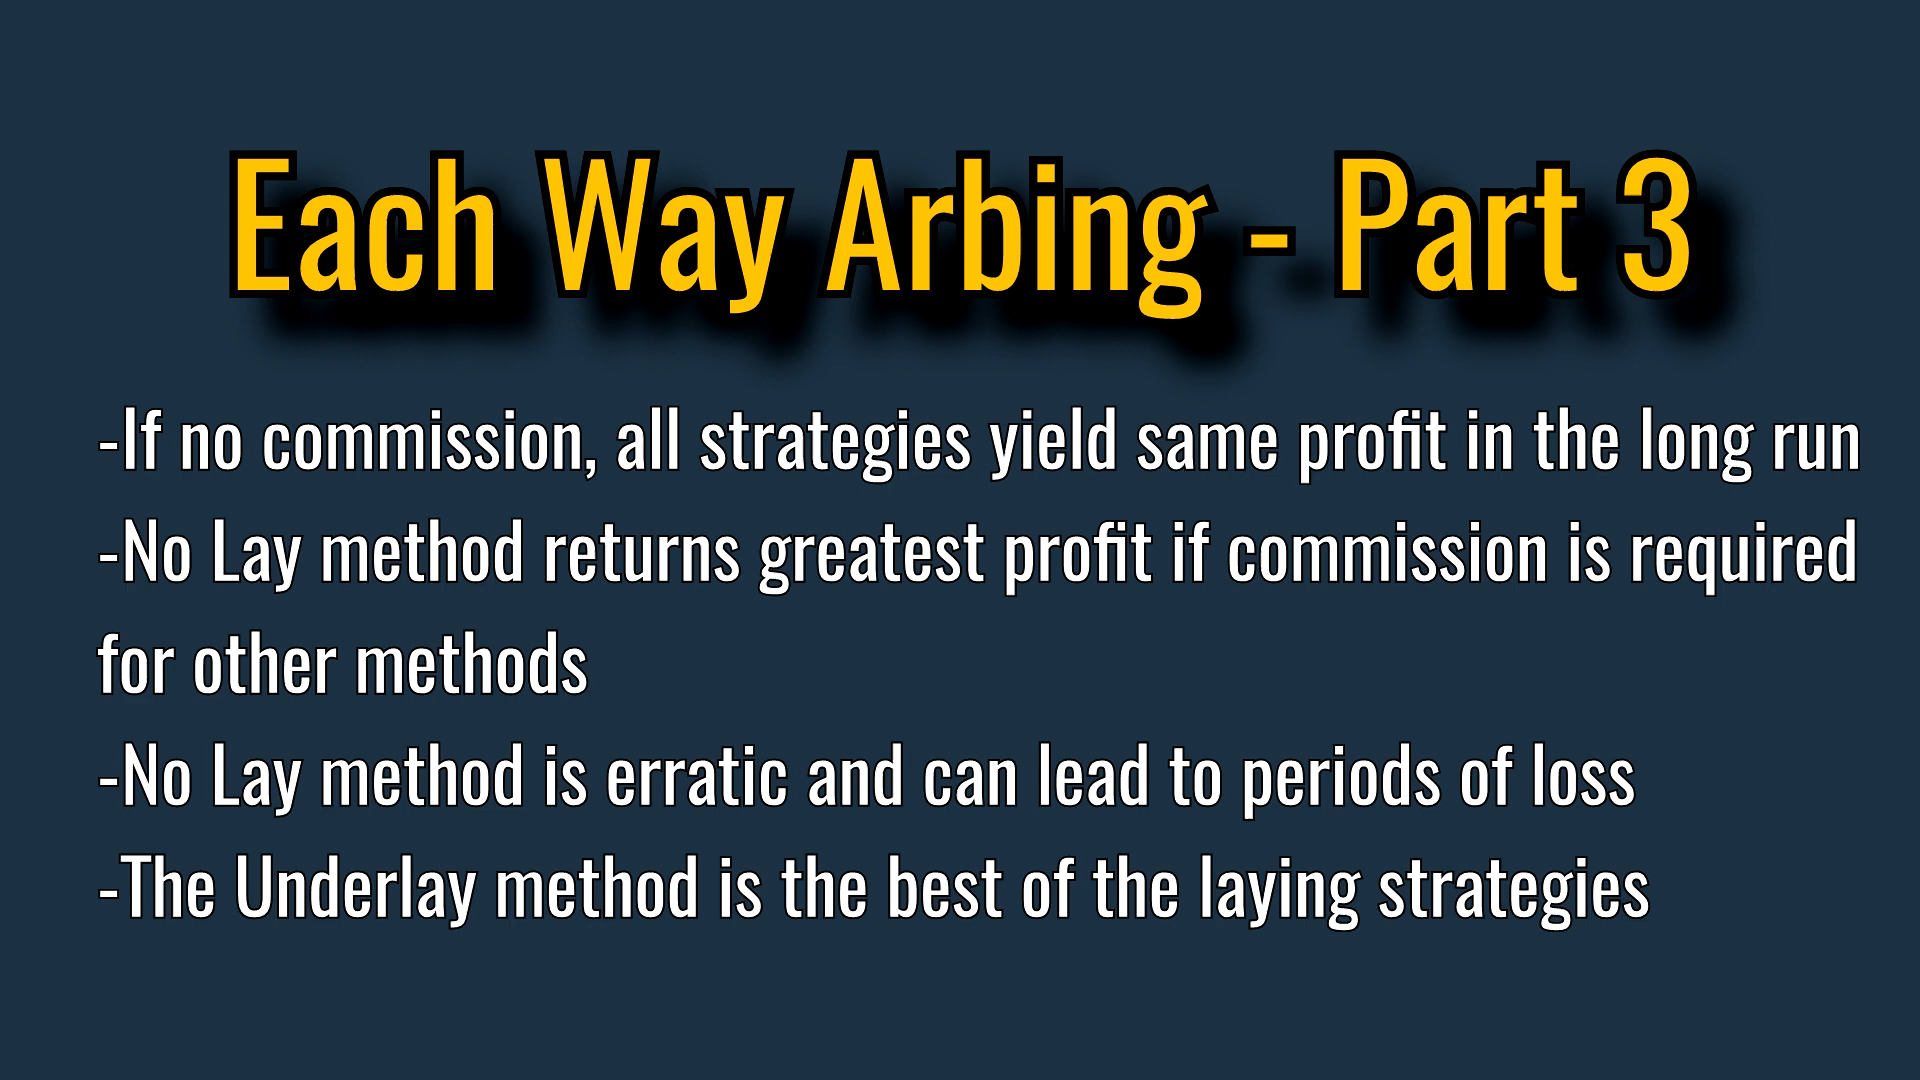 Each Way Arbing - Part 3
-If no commission, all strategies yield same profit in the long run
-No Lay method returns greatest profit if commission is required
for other methods
-No Lay method is erratic and can lead to periods of loss
-The Underlay method is the best of the laying strategies